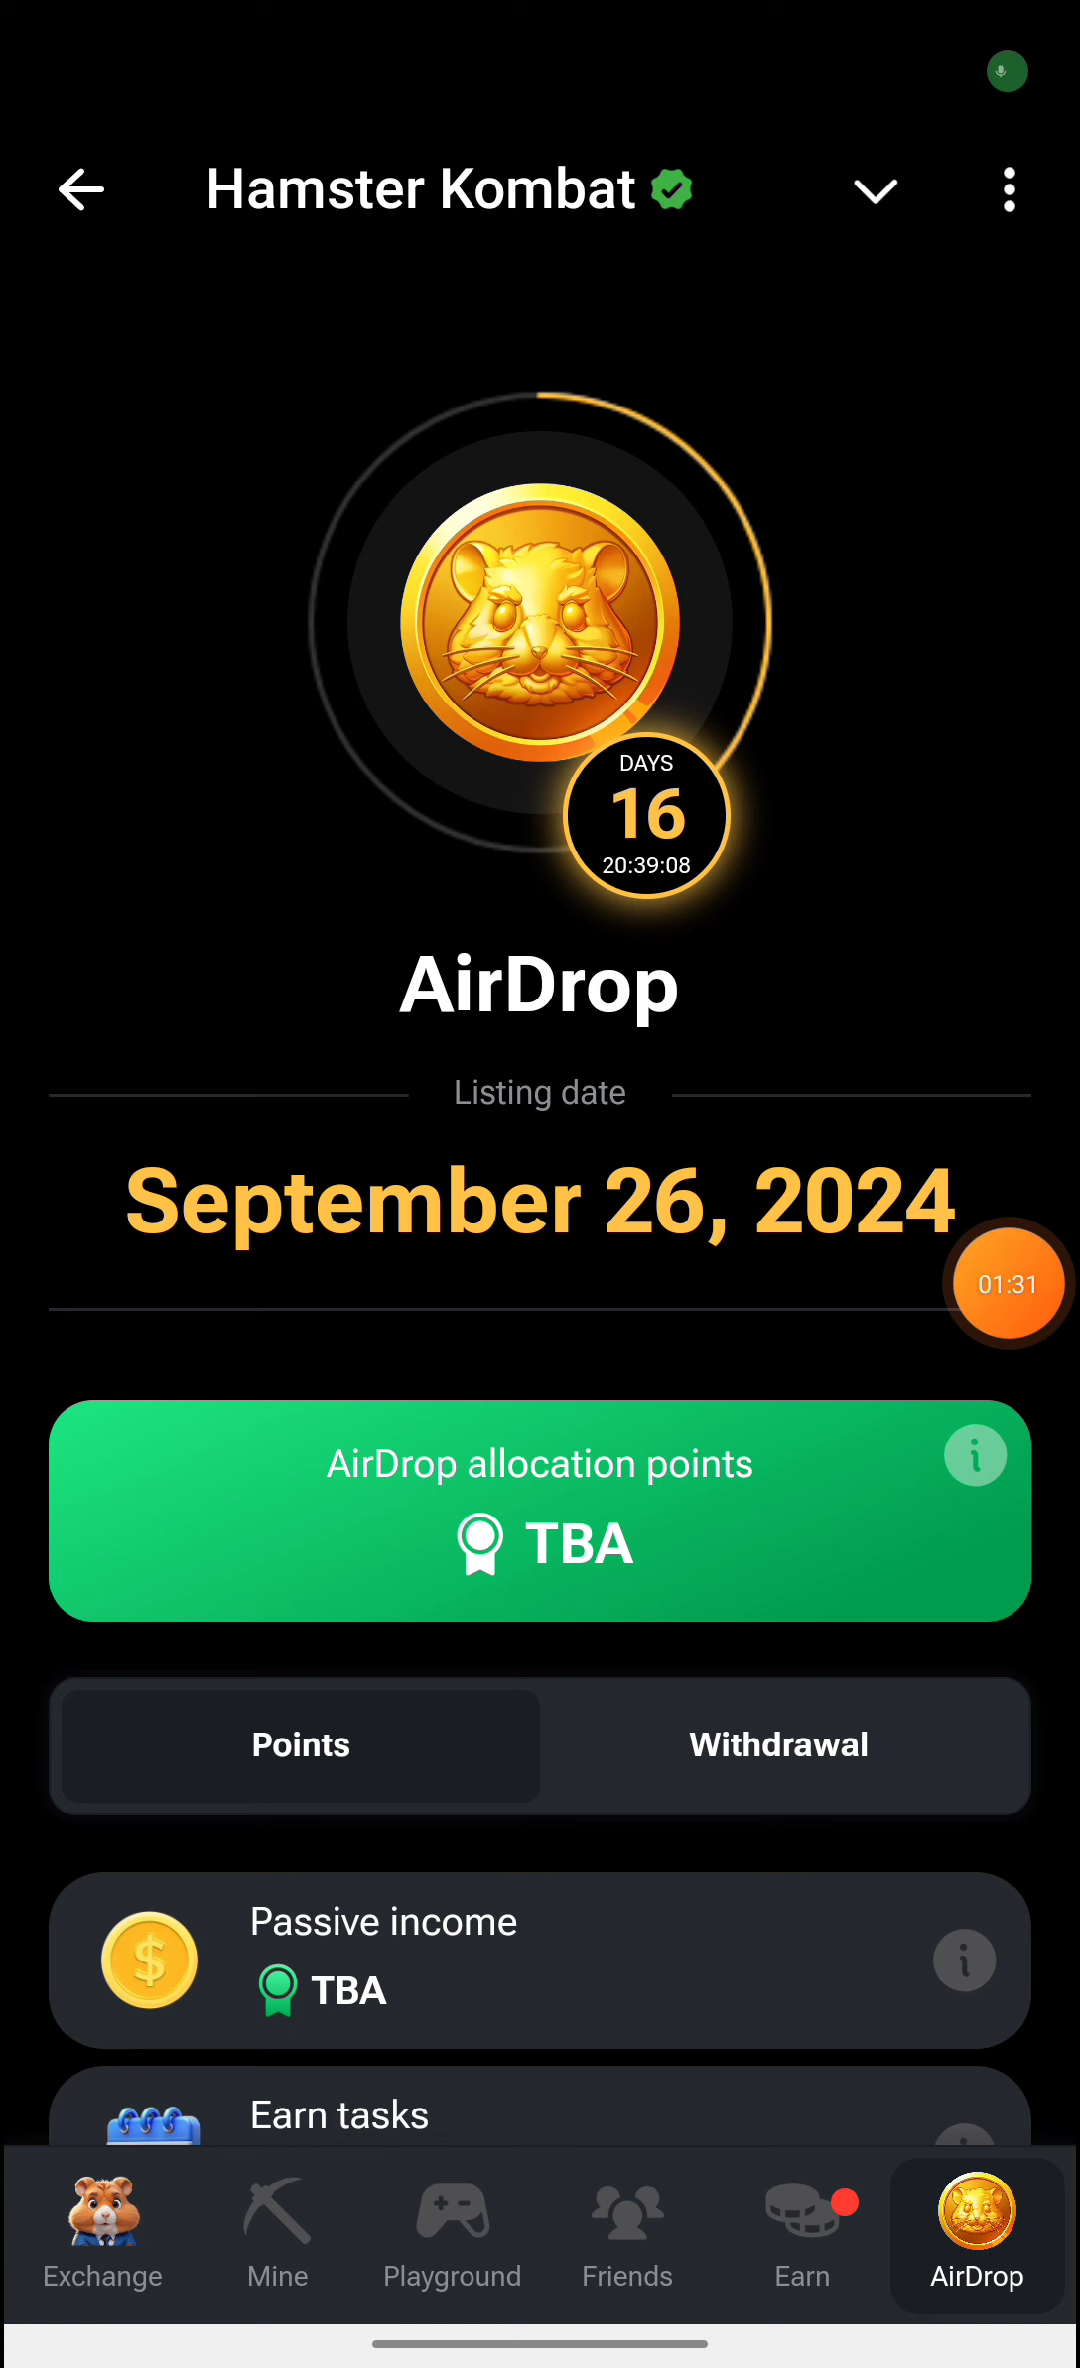 Hamster Kombat
DAYS
16
20:39:08
AirDrop
Listing date
September 26, 2024
01:31
AirDrop allocation points
TBA
Points
Withdrawal
Passive income
TBA
Earn tasks
Exchange
Mine
Playground
Friends
Earn
AirDrop